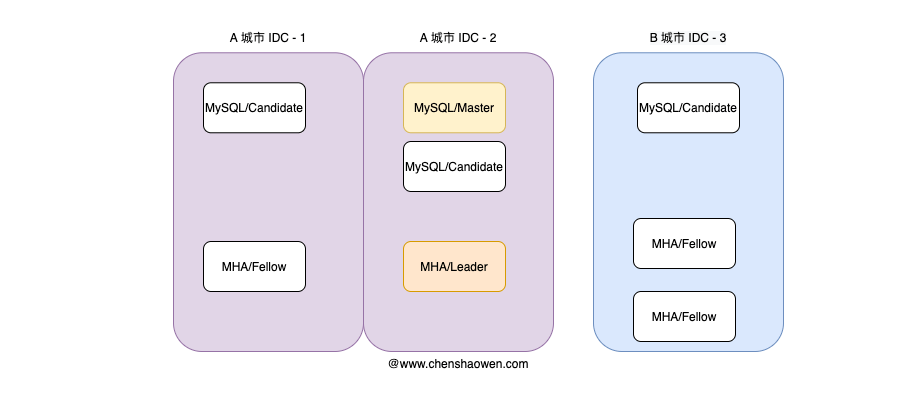 A 城市 IDC - 1
A 城市 IDC - 2
B 城市 IDC - 3
MySQL/Candidate
MySQL/Master
MySQL/Candidate
MySQL/Candidate
MHA/Fellow
MHA/Leader
MHA/Fellow
MHA/Fellow
@www.chenshaowen.com